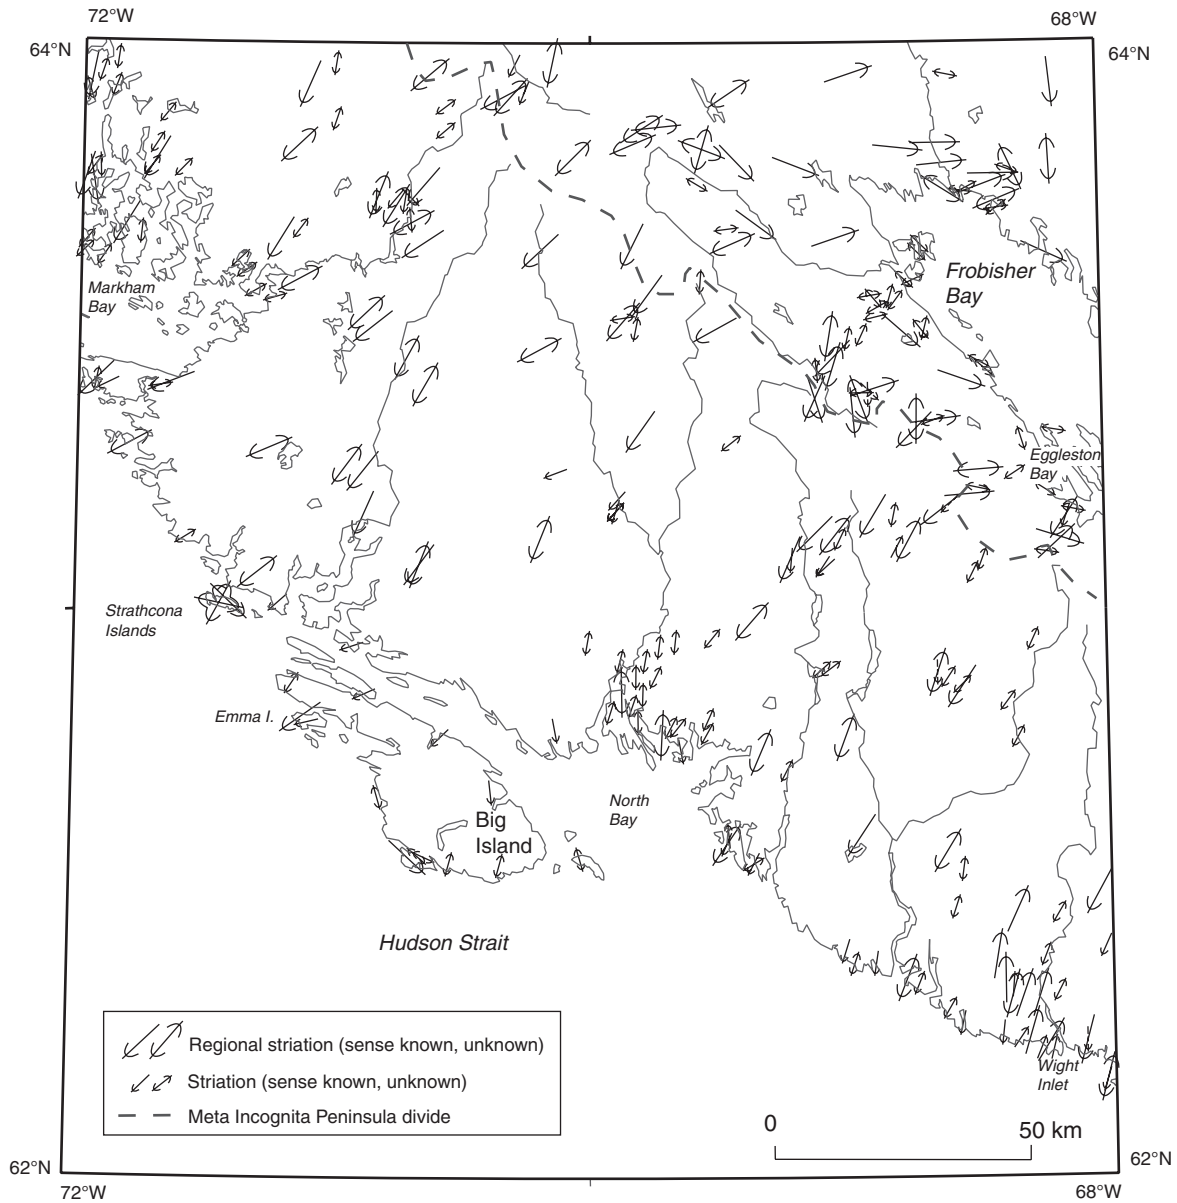 72°W
68°W
64°N
64°N
Markham
Bay
Frobisher
Bay
Eggleston
Bay
Strathcona
Islands
Emma I.
North
Bay
Big
Island
Hudson Strait
Regional striation (sense known, unknown)
Striation (sense known, unknown)
Meta Incognita Peninsula divide
Wight
Inlet
0
50 km
62°N
62°N
72°W
68°W